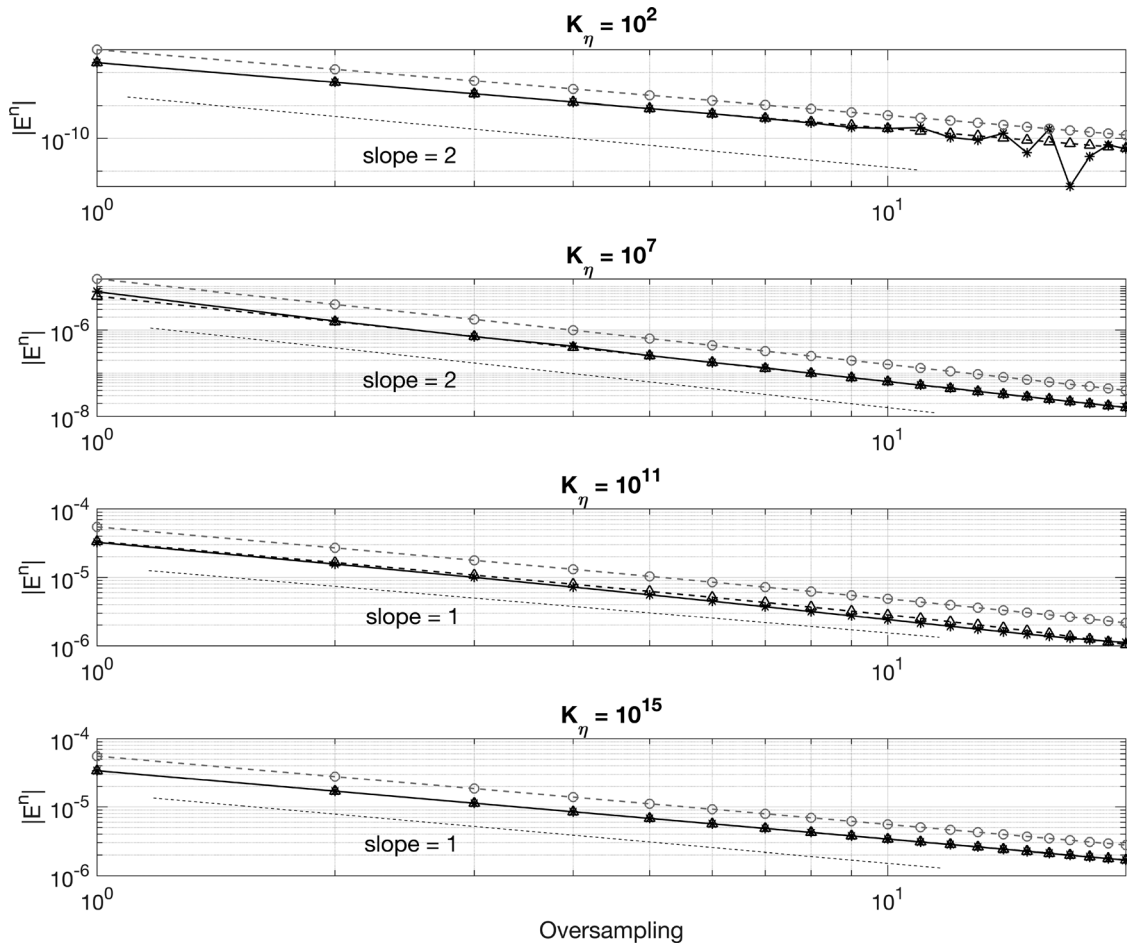 K_η = 10^2
|E^n|
10^-10
slope = 2
10^0
10^1
K_η = 10^7
|E^n|
10^-6
slope = 2
10^-8
10^0
10^1
K_η = 10^11
10^-4
|E^n|
10^-5
slope = 1
10^-6
10^0
10^1
K_η = 10^15
10^-4
|E^n|
10^-5
slope = 1
10^-6
10^0
10^1
Oversampling